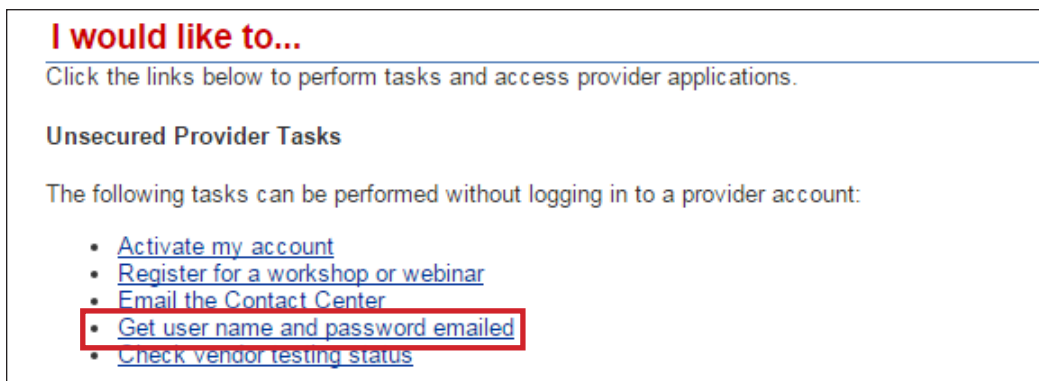 I would like to...
Click the links below to perform tasks and access provider applications.
Unsecured Provider Tasks
The following tasks can be performed without logging in to a provider account:
• Activate my account
• Register for a workshop or webinar
• Email the Contact Center
• Get user name and password emailed
• Check vendor testing status